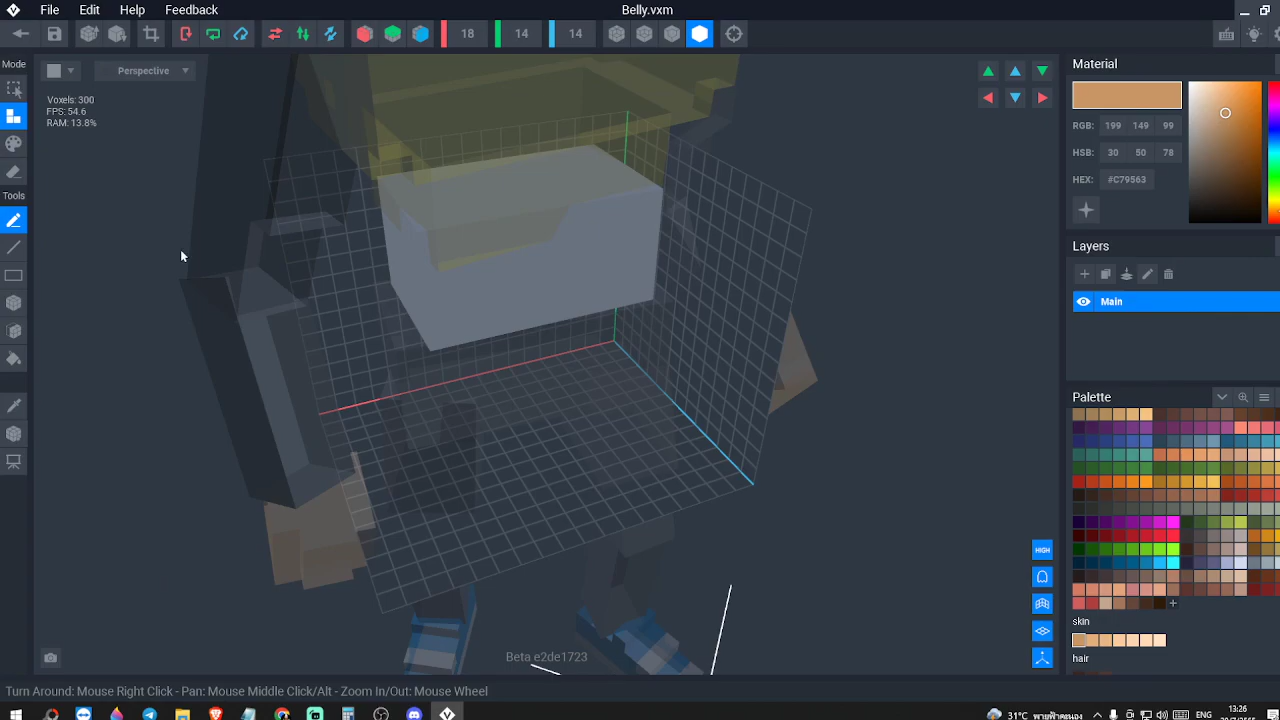 File
Edit
Help
Feedback
Belly.vxm
18
14
14
Mode
Perspective
Voxels: 300
FPS: 54.6
RAM: 13.8%
Tools
Material
RGB:
199
149
99
HSB:
30
50
78
HEX:
#C79563
Layers
Main
Palette
HIGH
skin
hair
Beta e2de1723
Turn Around: Mouse Right Click - Pan: Mouse Middle Click/Alt - Zoom In/Out: Mouse Wheel
31°C
13:26